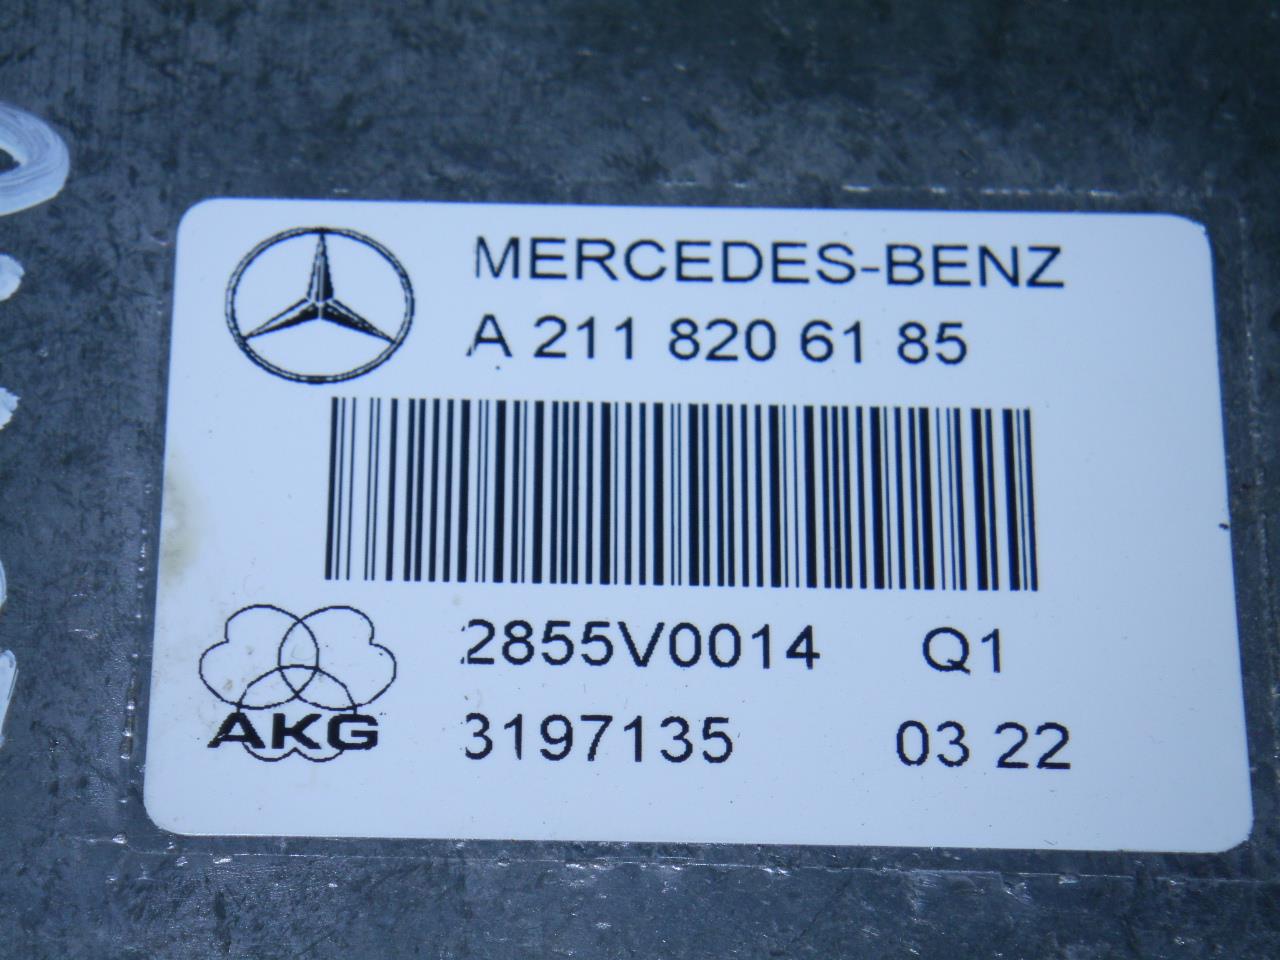 MERCEDES-BENZ
A 211 820 61 85
2855V0014 Q1
AKG
3197135 03 22